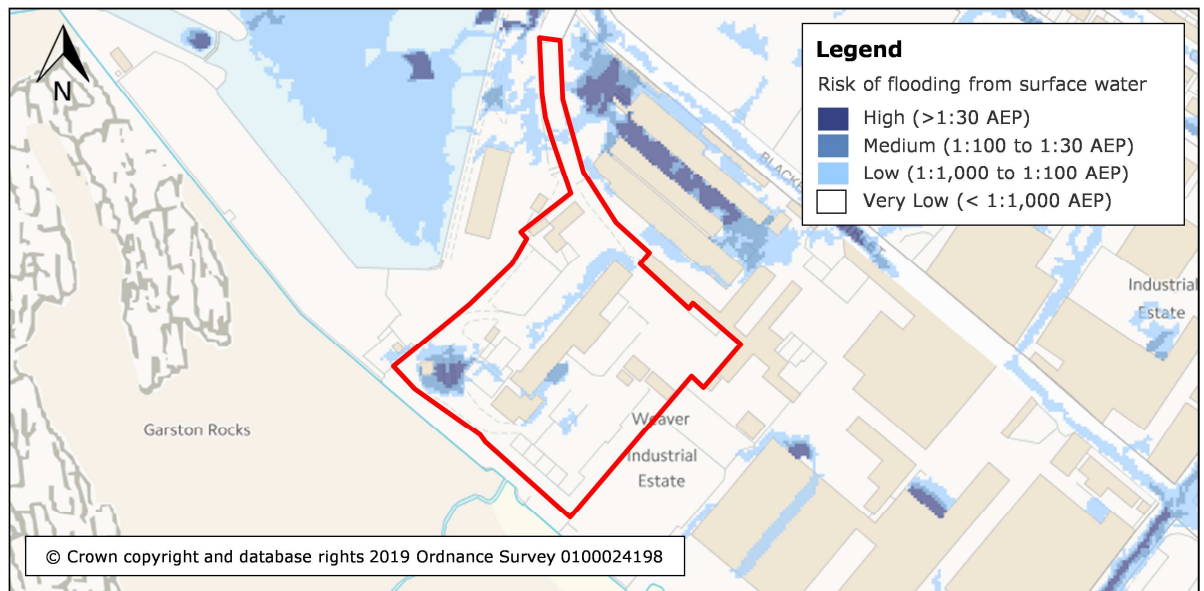 N
Legend
Risk of flooding from surface water
High (>1:30 AEP)
Medium (1:100 to 1:30 AEP)
Low (1:1,000 to 1:100 AEP)
Very Low (< 1:1,000 AEP)
BLACKE
Industrial
Estate
Garston Rocks
Weaver
Industrial
Estate
© Crown copyright and database rights 2019 Ordnance Survey 0100024198